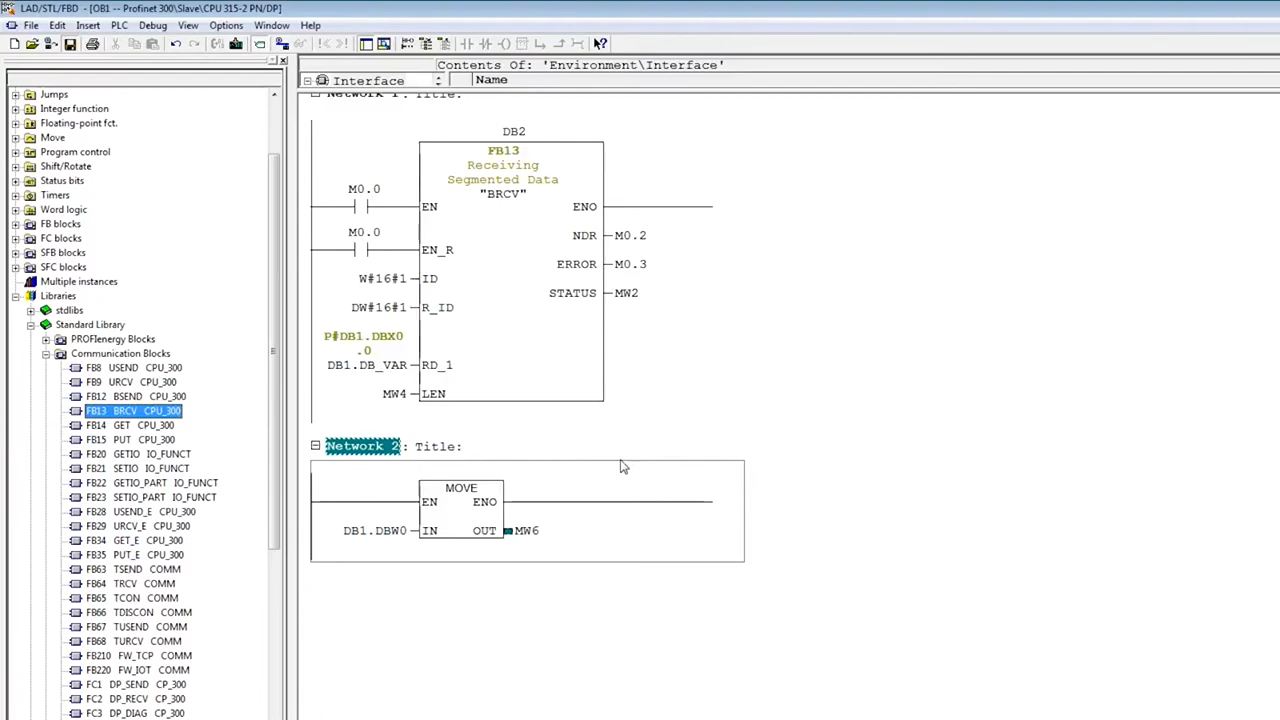 LAD/STL/FBD - [OB1 -- Profinet 300\Slave\CPU 315-2 PN/DP]
File Edit Insert PLC Debug View Options Window Help
Contents Of: 'Environment\Interface'
Interface Name
Jumps
Integer function
Floating-point fct.
Move
Program control
Shift/Rotate
Status bits
Timers
Word logic
FB blocks
FC blocks
SFB blocks
SFC blocks
Multiple instances
Libraries
stdlibs
Standard Library
PROFIenergy Blocks
Communication Blocks
FB8 USEND CPU_300
FB9 URCV CPU_300
FB12 BSEND CPU_300
FB13 BRCV CPU_300
FB14 GET CPU_300
FB15 PUT CPU_300
FB20 GETIO IO_FUNCT
FB21 SETIO IO_FUNCT
FB22 GETIO_PART IO_FUNCT
FB23 SETIO_PART IO_FUNCT
FB28 USEND_E CPU_300
FB29 URCV_E CPU_300
FB34 GET_E CPU_300
FB35 PUT_E CPU_300
FB63 TSEND COMM
FB64 TRCV COMM
FB65 TCON COMM
FB66 TDISCON COMM
FB67 TUSEND COMM
FB68 TURCV COMM
FB210 FW_TCP COMM
FB220 FW_IOT COMM
FC1 DP_SEND CP_300
FC2 DP_RECV CP_300
FC3 DP_DIAG CP_300
Network 1: Title:
DB2
FB13
Receiving
Segmented Data
"BRCV"
M0.0
EN ENO
M0.0
NDR M0.2
EN_R
ERROR M0.3
W#16#1 ID
STATUS MW2
DW#16#1 R_ID
P#DB1.DBX0
.0
DB1.DB_VAR RD_1
MW4 LEN
Network 2: Title:
MOVE
EN ENO
DB1.DBW0 IN OUT MW6